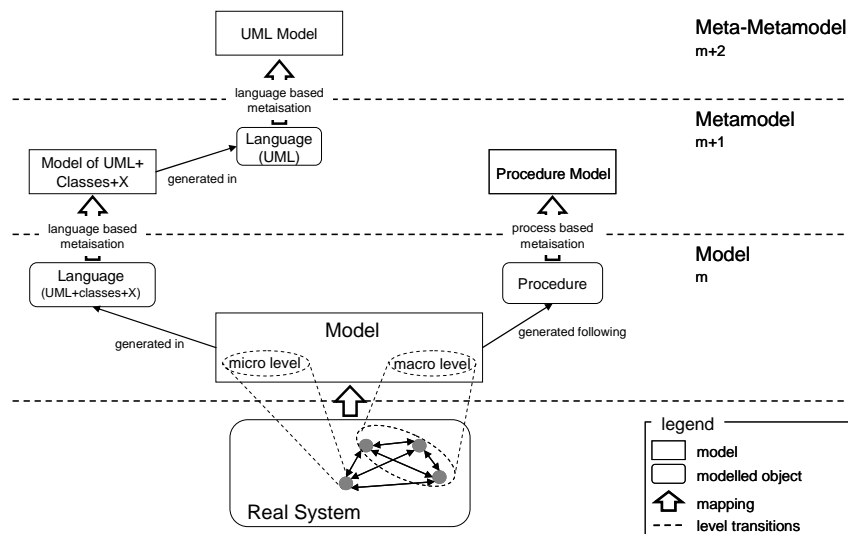 UML Model
Meta-Metamodel
m+2
language based
metaisation
Metamodel
m+1
Language
(UML)
Model of UML+
Classes+X
generated in
Procedure Model
language based
metaisation
process based
metaisation
Model
m
Language
(UML+classes+X)
Procedure
Model
generated in
generated following
micro level
macro level
Real System
legend
model
modelled object
mapping
level transitions